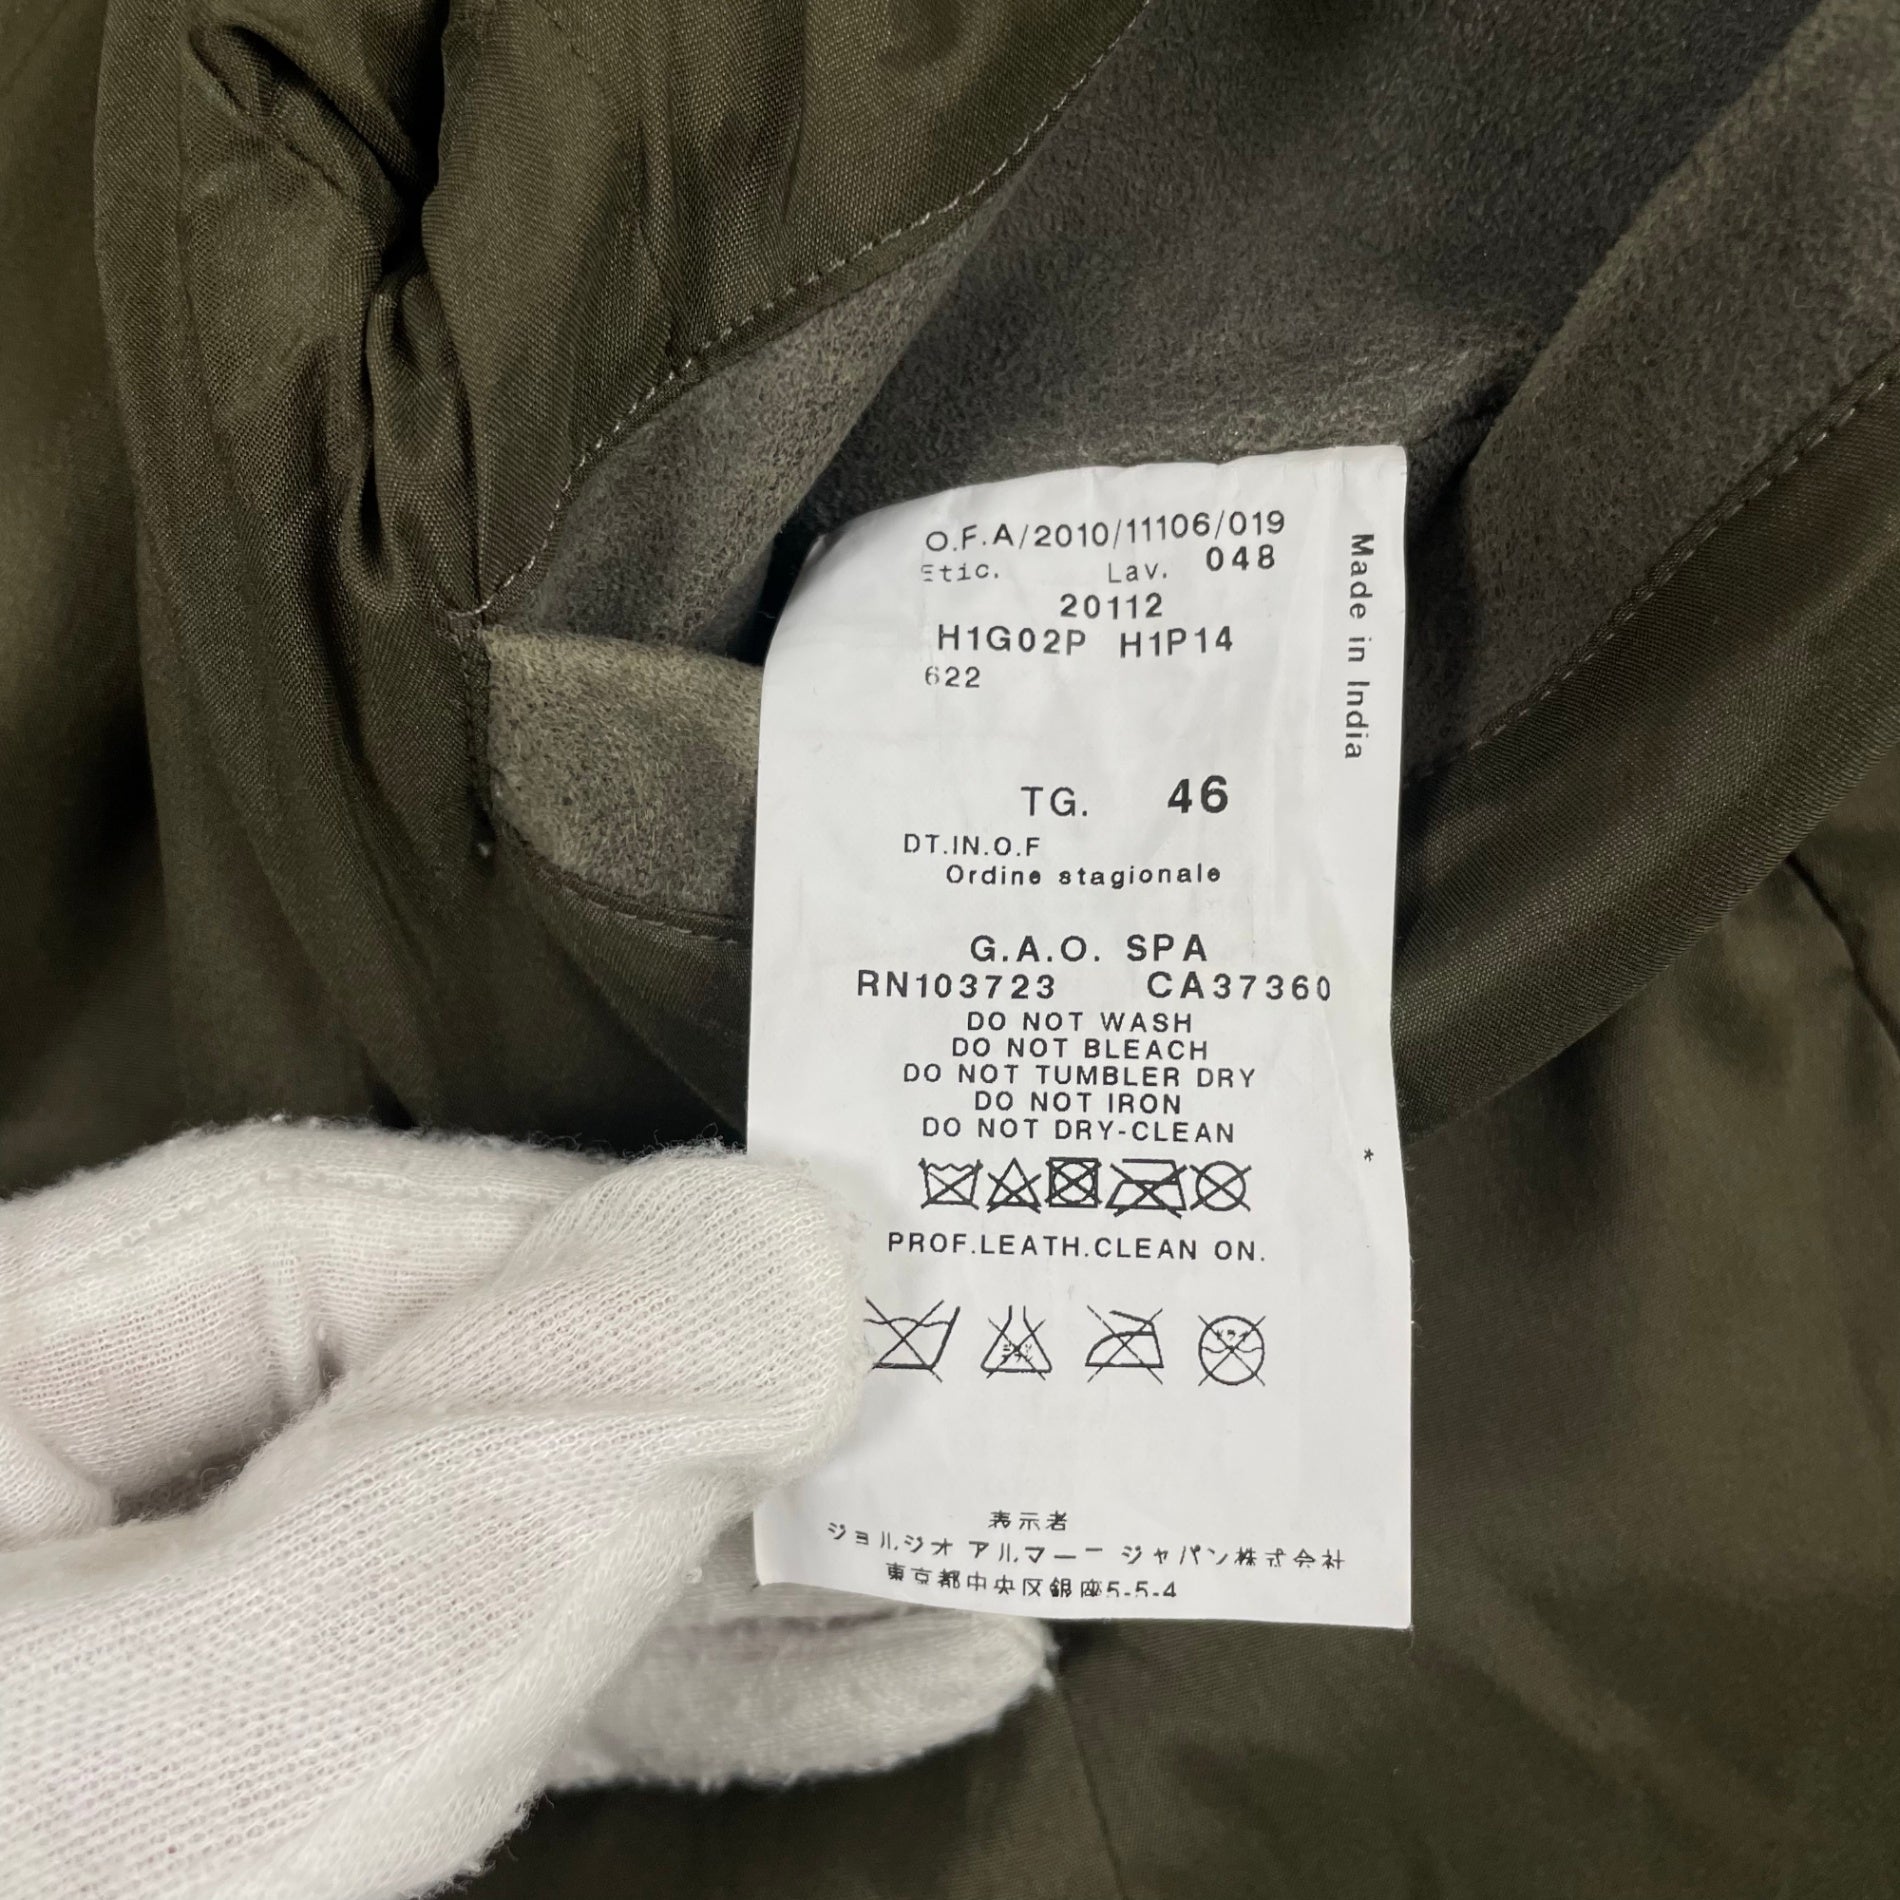 O.F.A/2010/11106/019
Etic. Lav. 048
20112
H1G02P H1P14
622
Made in India
TG. 46
DT.IN.O.F
Ordine stagionale
G.A.O. SPA
RN103723 CA37360
DO NOT WASH
DO NOT BLEACH
DO NOT TUMBLER DRY
DO NOT IRON
DO NOT DRY-CLEAN
*
PROF.LEATH.CLEAN ON.
表示者
ジョルジオ アルマーニ ジャパン株式会社
東京都中央区銀座5-5-4